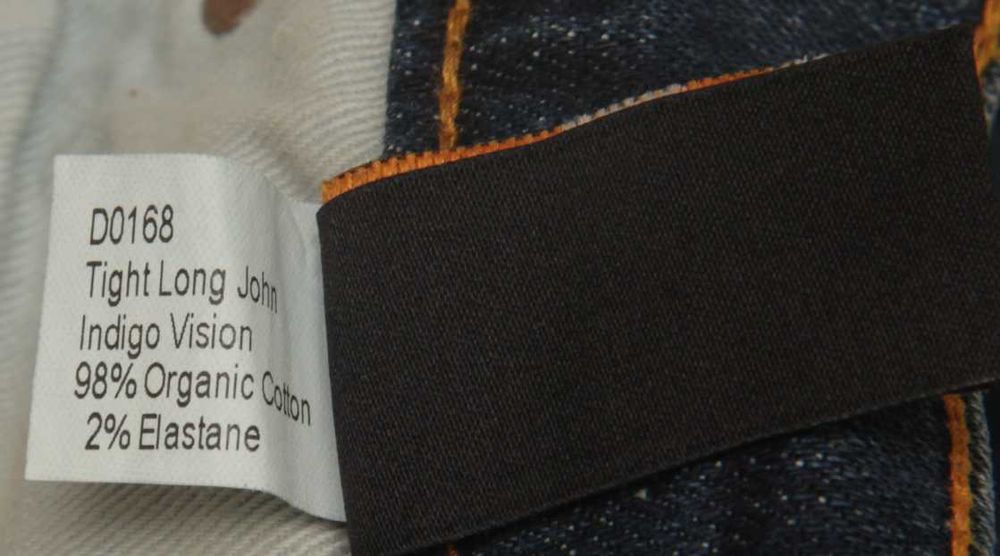 D0168
Tight Long John
Indigo Vision
98% Organic Cotton
2% Elastane